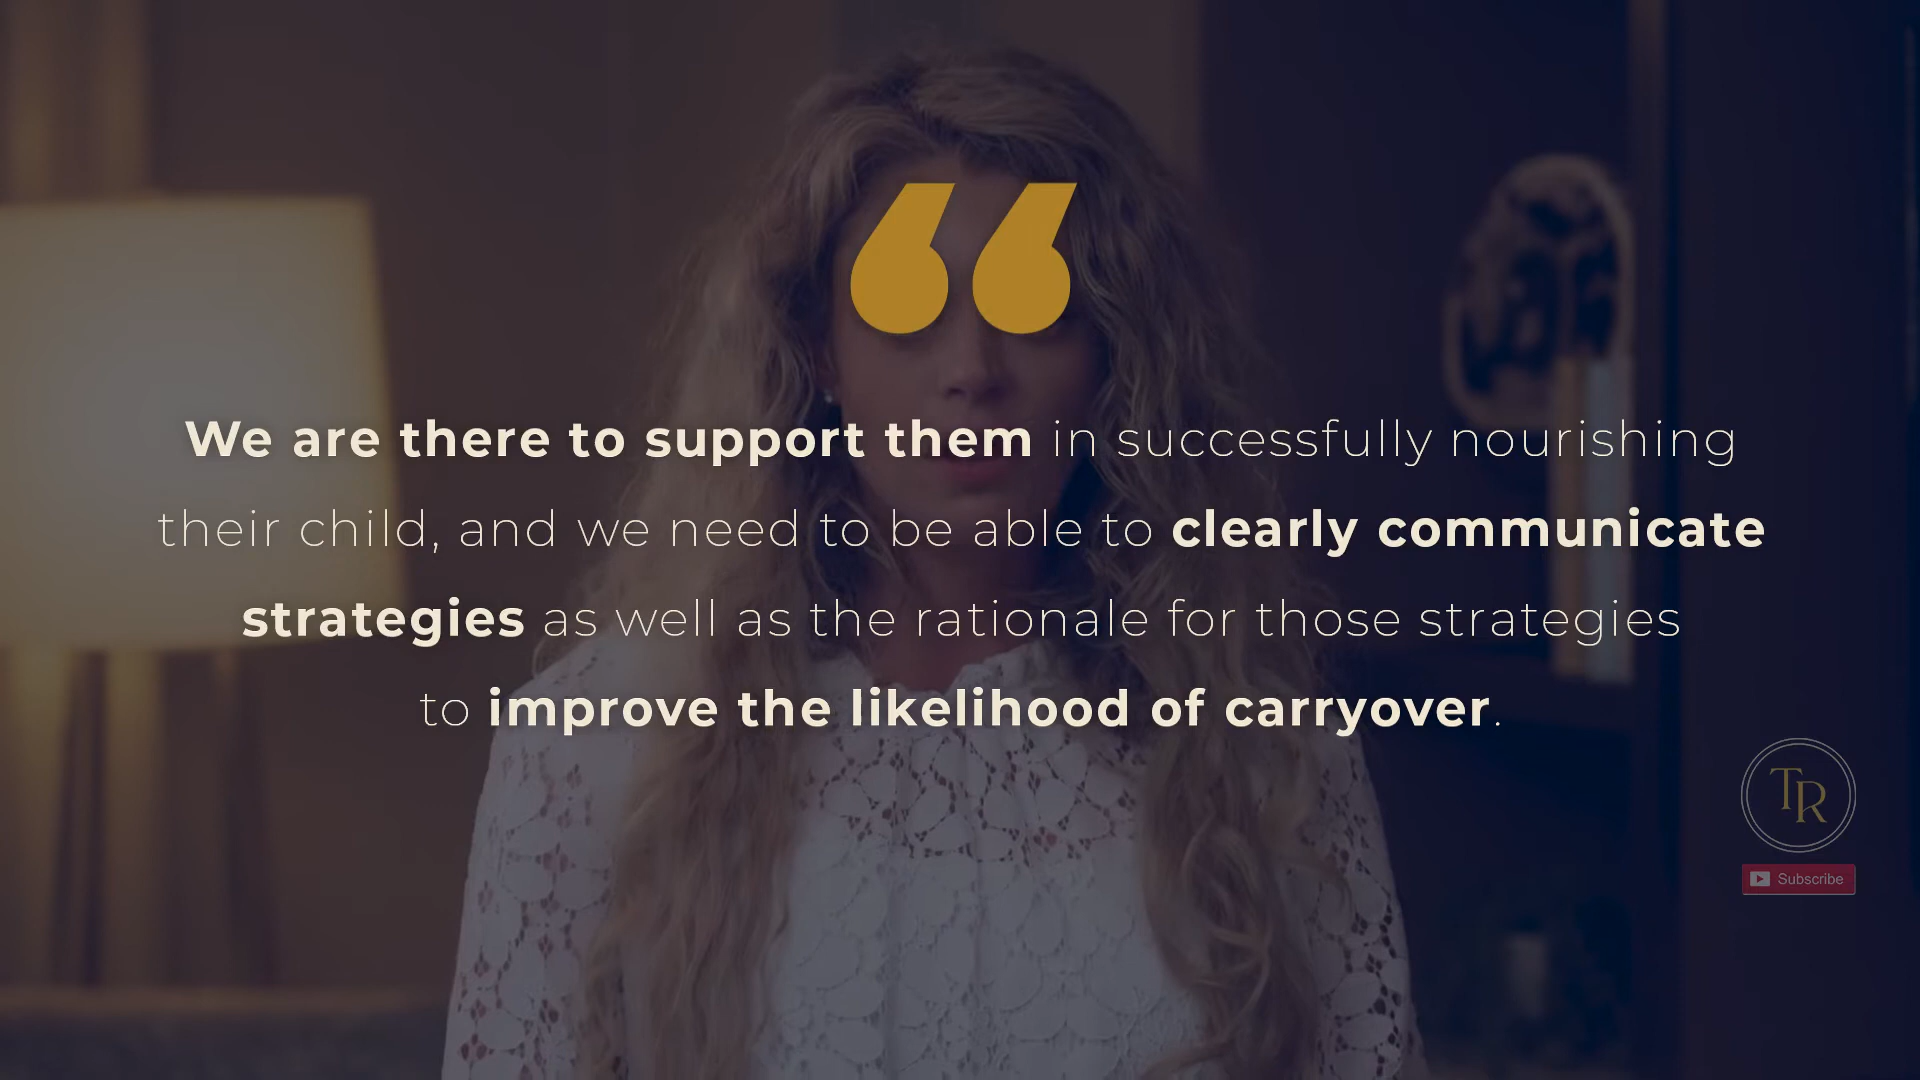 “
We are there to support them in successfully nourishing
their child, and we need to be able to clearly communicate
strategies as well as the rationale for those strategies
to improve the likelihood of carryover.
TR
Subscribe